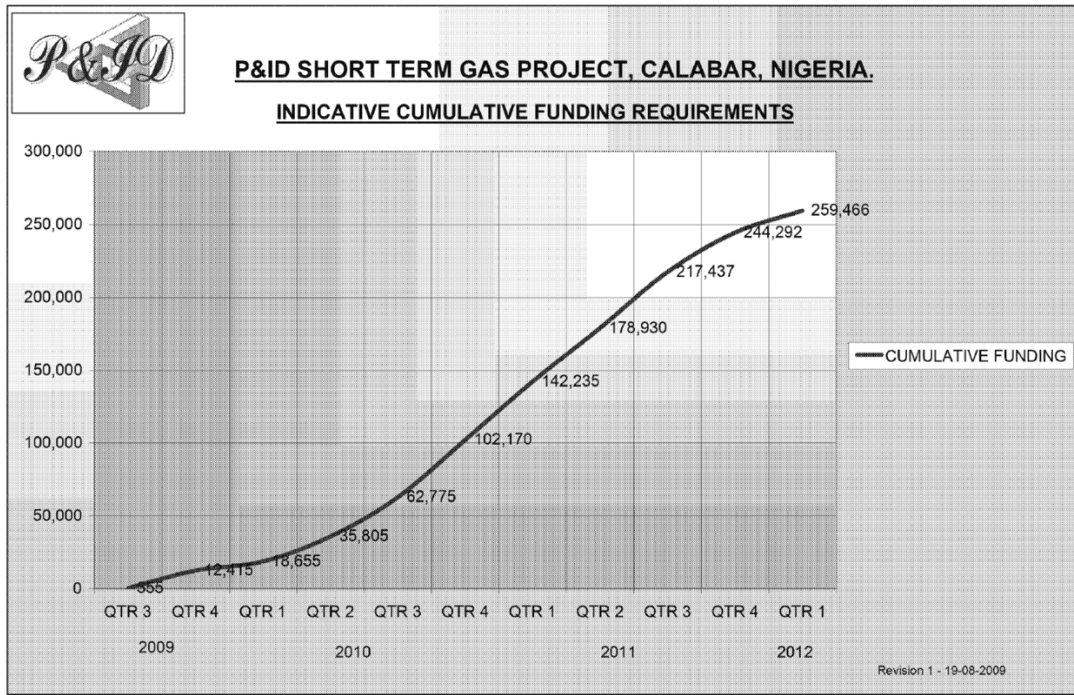 P&ID
P&ID SHORT TERM GAS PROJECT, CALABAR, NIGERIA.
INDICATIVE CUMULATIVE FUNDING REQUIREMENTS
300,000
250,000
200,000
150,000
100,000
50,000
0
355
12,415
18,655
35,805
62,775
102,170
142,235
178,930
217,437
244,292
259,466
CUMULATIVE FUNDING
QTR 3 QTR 4 QTR 1 QTR 2 QTR 3 QTR 4 QTR 1 QTR 2 QTR 3 QTR 4 QTR 1
2009 2010 2011 2012
Revision 1 - 19-08-2009